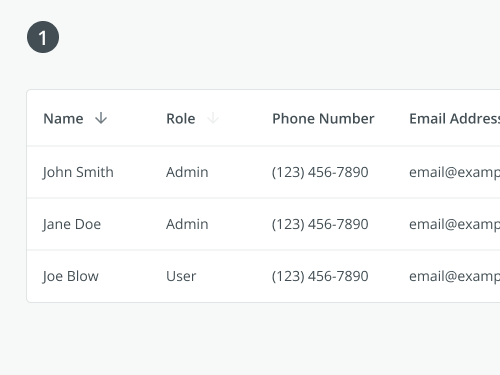 1
Name Role Phone Number Email Address
John Smith Admin (123) 456-7890 email@examp
Jane Doe Admin (123) 456-7890 email@examp
Joe Blow User (123) 456-7890 email@examp